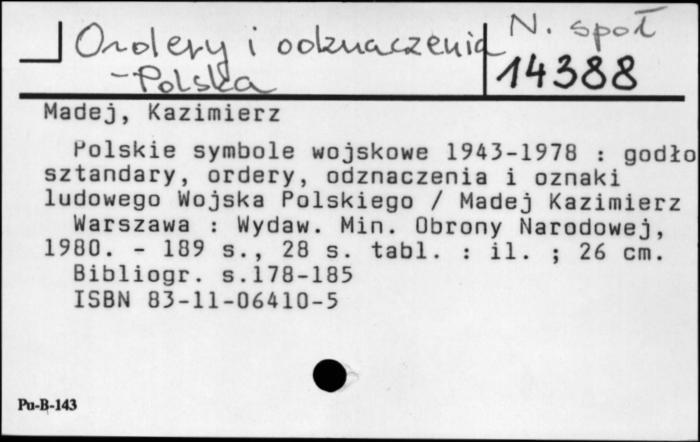 Ordery i odznaczenia
- Polska
N. społ
14388
Madej, Kazimierz
Polskie symbole wojskowe 1943-1978 : godło
sztandary, ordery, odznaczenia i oznaki
ludowego Wojska Polskiego / Madej Kazimierz
Warszawa : Wydaw. Min. Obrony Narodowej,
1980. - 189 s., 28 s. tabl. : il. ; 26 cm.
Bibliogr. s.178-185
ISBN 83-11-06410-5
Pu-B-143